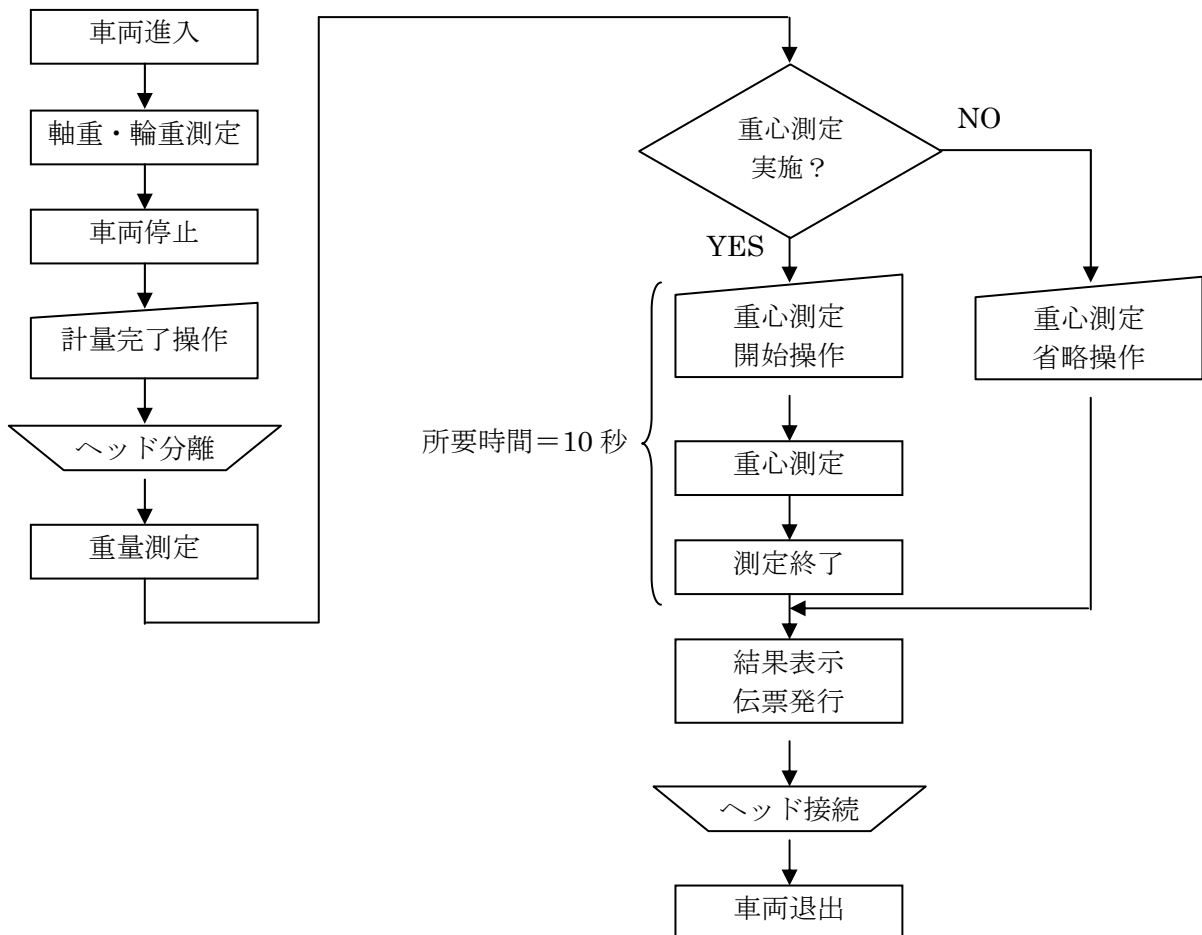 車両進入
軸重・輪重測定
車両停止
計量完了操作
ヘッド分離
重量測定
重心測定
実施？
NO
YES
重心測定
開始操作
重心測定
省略操作
所要時間＝10 秒
重心測定
測定終了
結果表示
伝票発行
ヘッド接続
車両退出